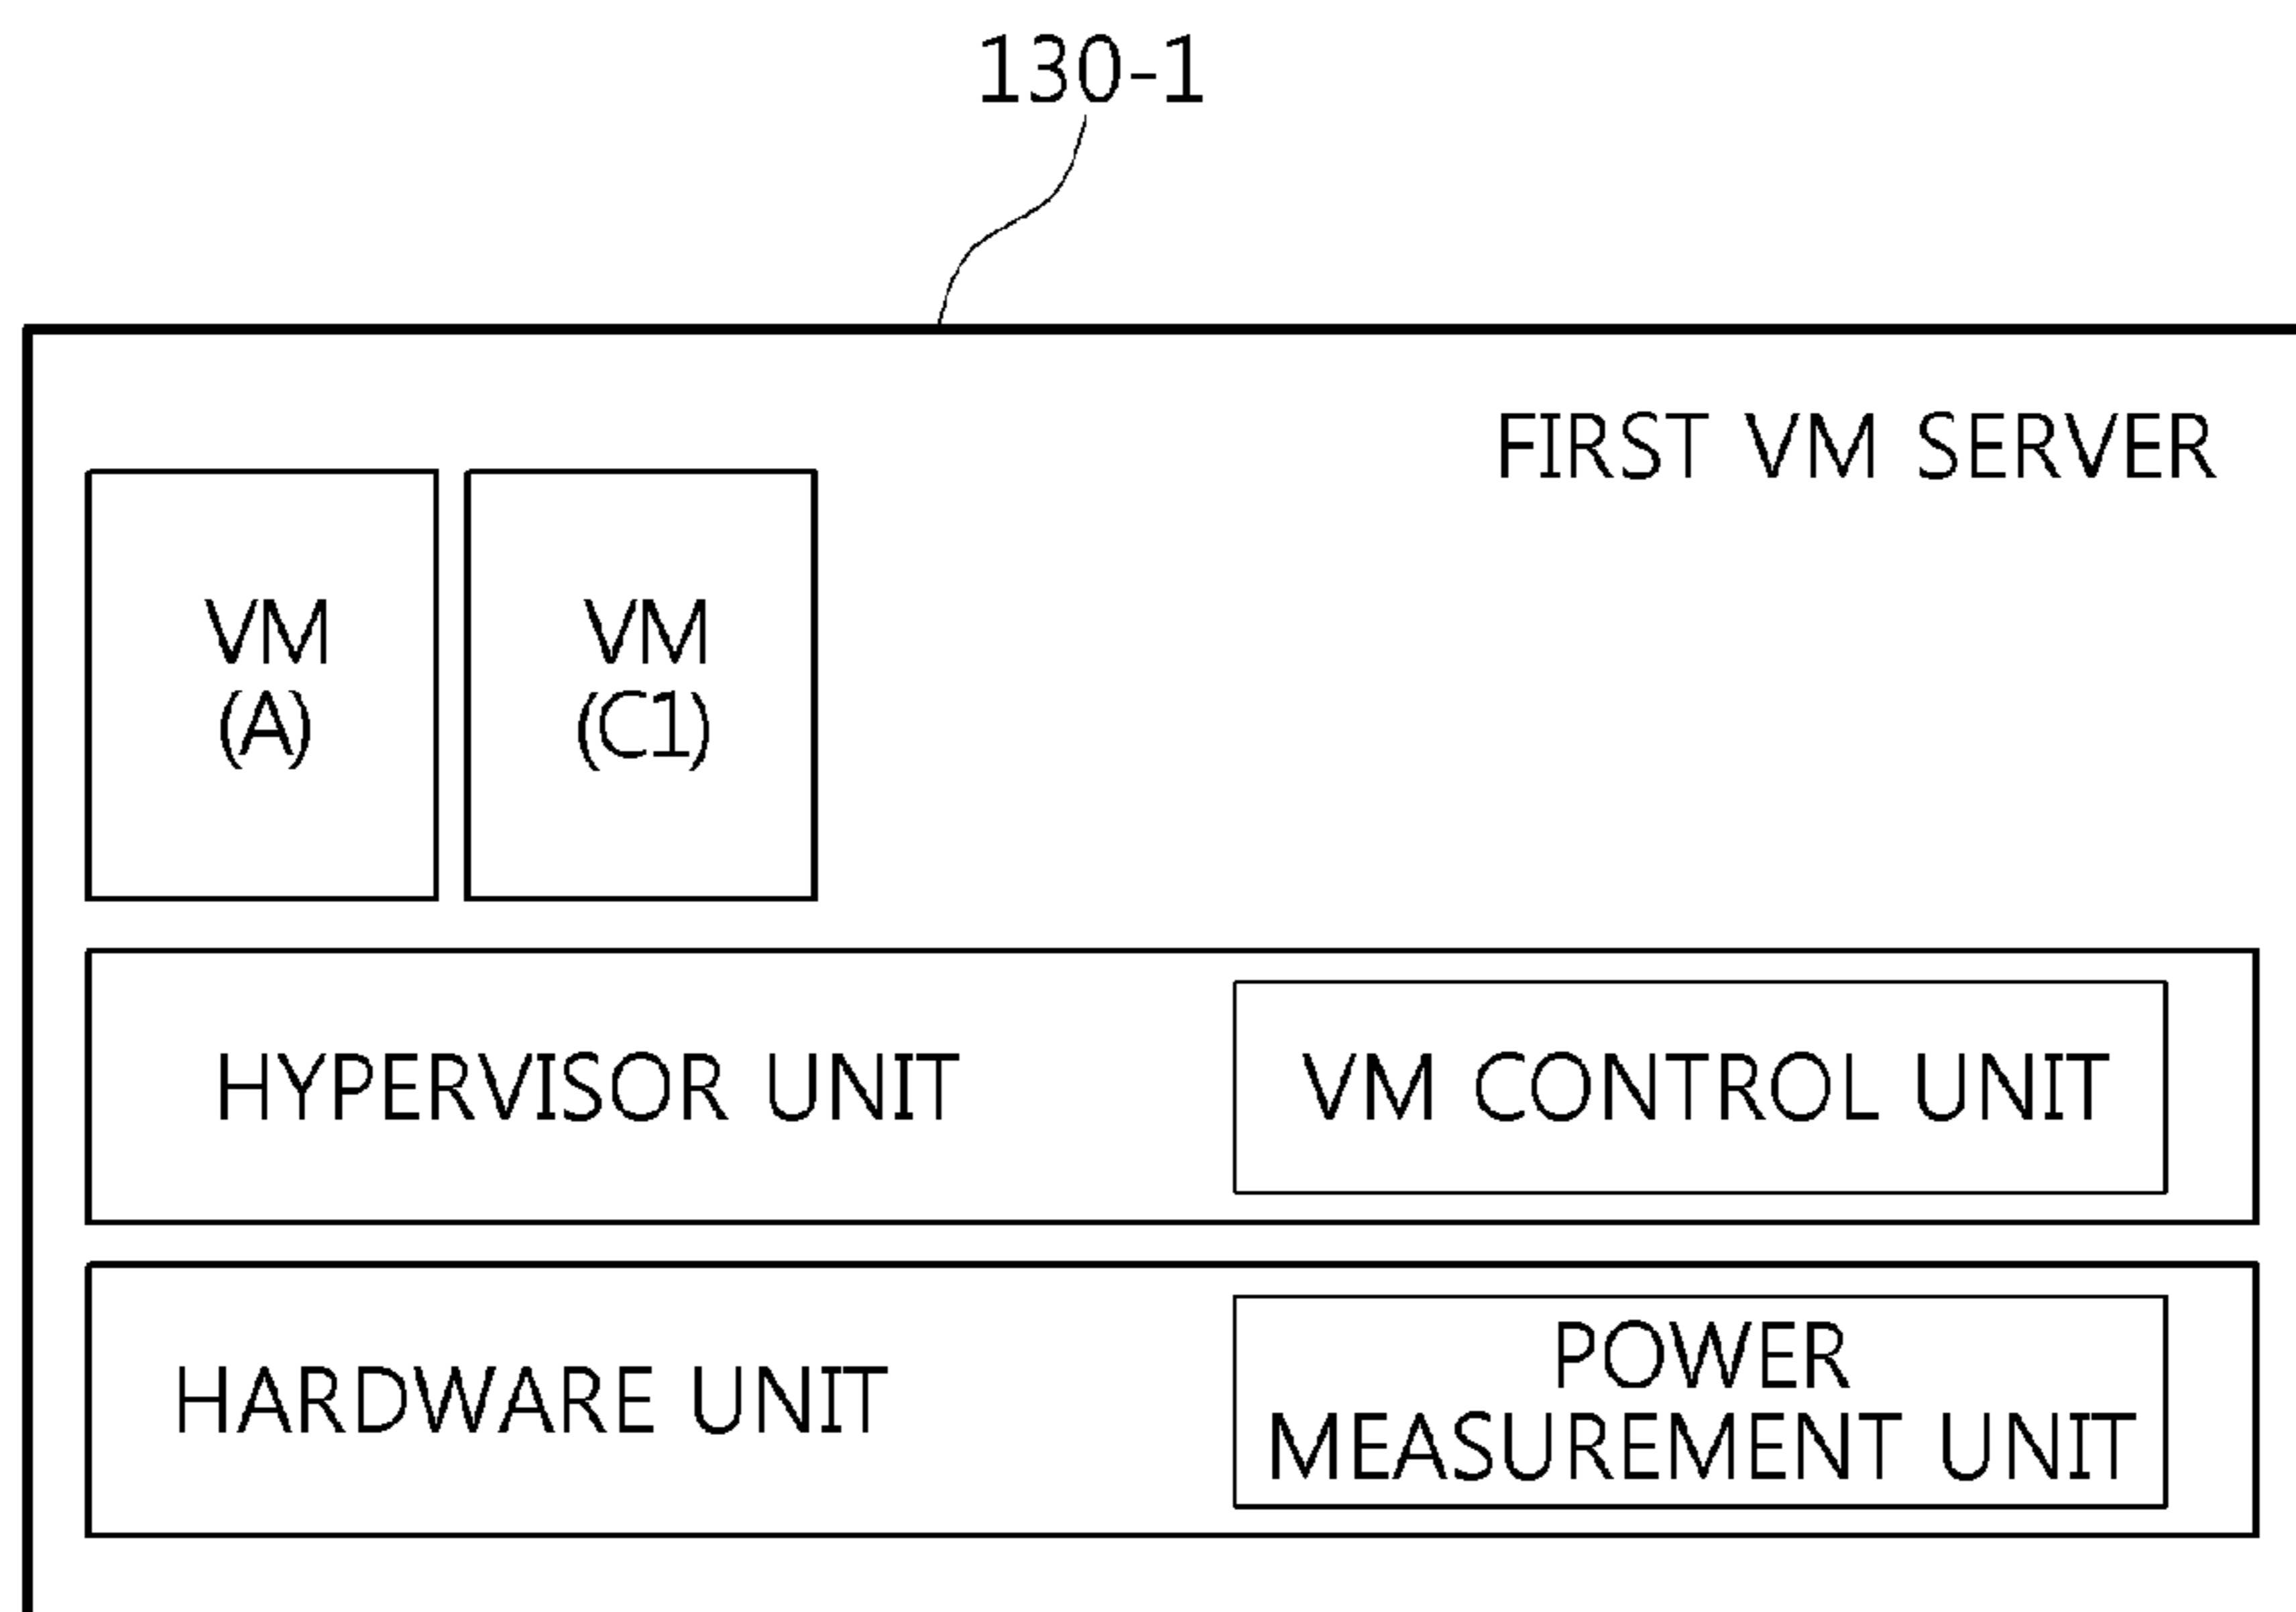 130-1
FIRST VM SERVER
VM
(A)
VM
(C1)
HYPERVISOR UNIT
VM CONTROL UNIT
HARDWARE UNIT
POWER
MEASUREMENT UNIT